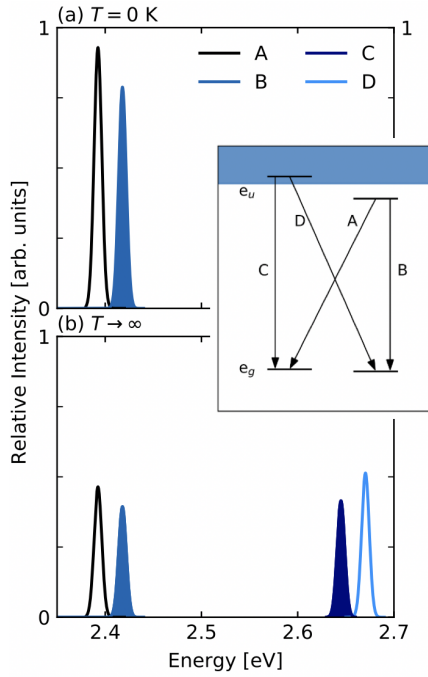 (a) T = 0 K
1
1
A
C
B
D
e_u
D
A
C
B
e_g
0
(b) T → ∞
1
Relative Intensity [arb. units]
0
2.4
2.5
2.6
2.7
Energy [eV]